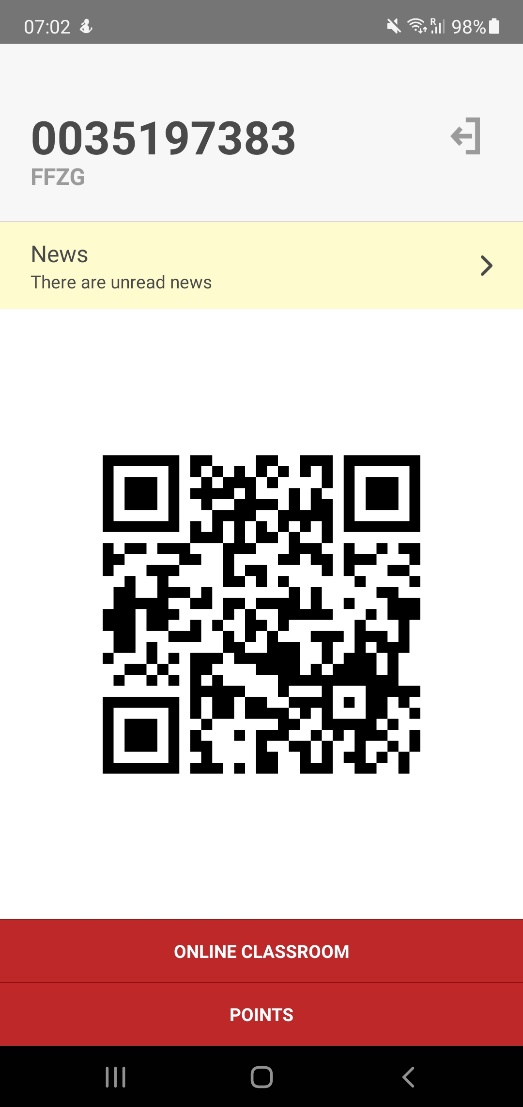 07:02
98%
0035197383
FFZG
News
There are unread news
ONLINE CLASSROOM
POINTS